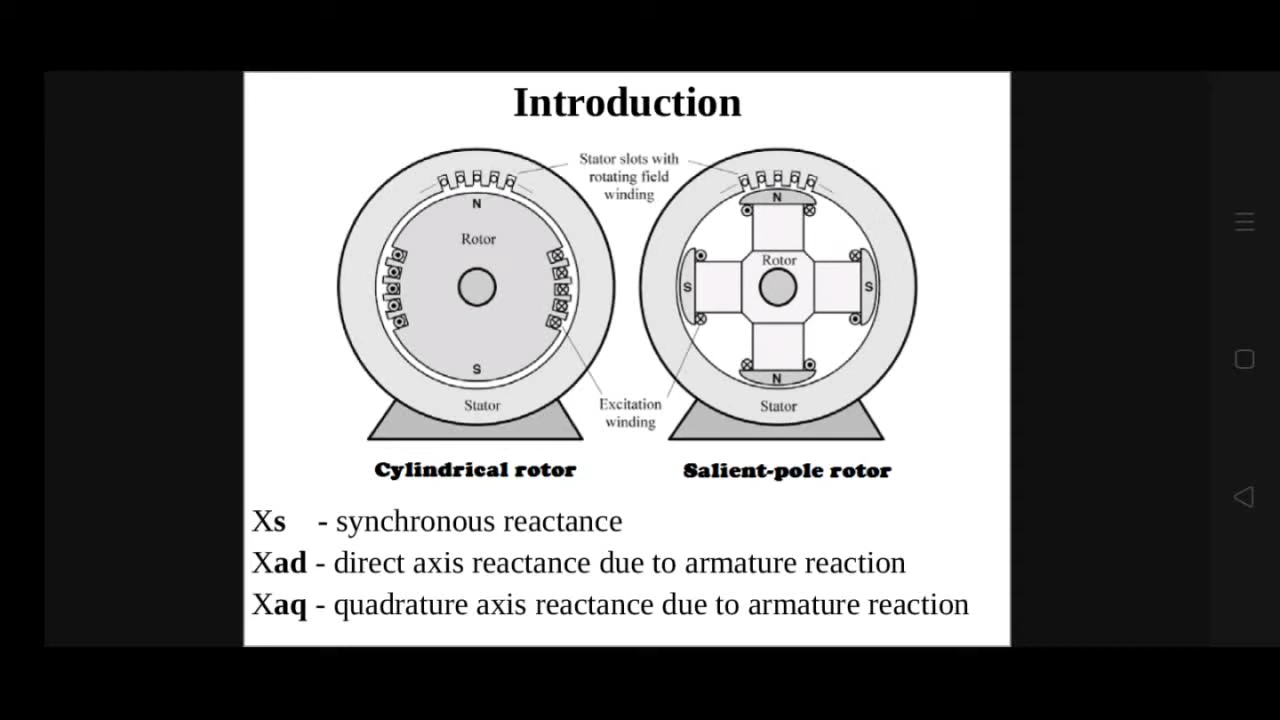 Introduction
Stator slots with
rotating field
winding
N
Rotor
S
Stator
N
Rotor
S
S
N
Stator
Excitation
winding
Cylindrical rotor
Salient-pole rotor
Xs - synchronous reactance
Xad - direct axis reactance due to armature reaction
Xaq - quadrature axis reactance due to armature reaction